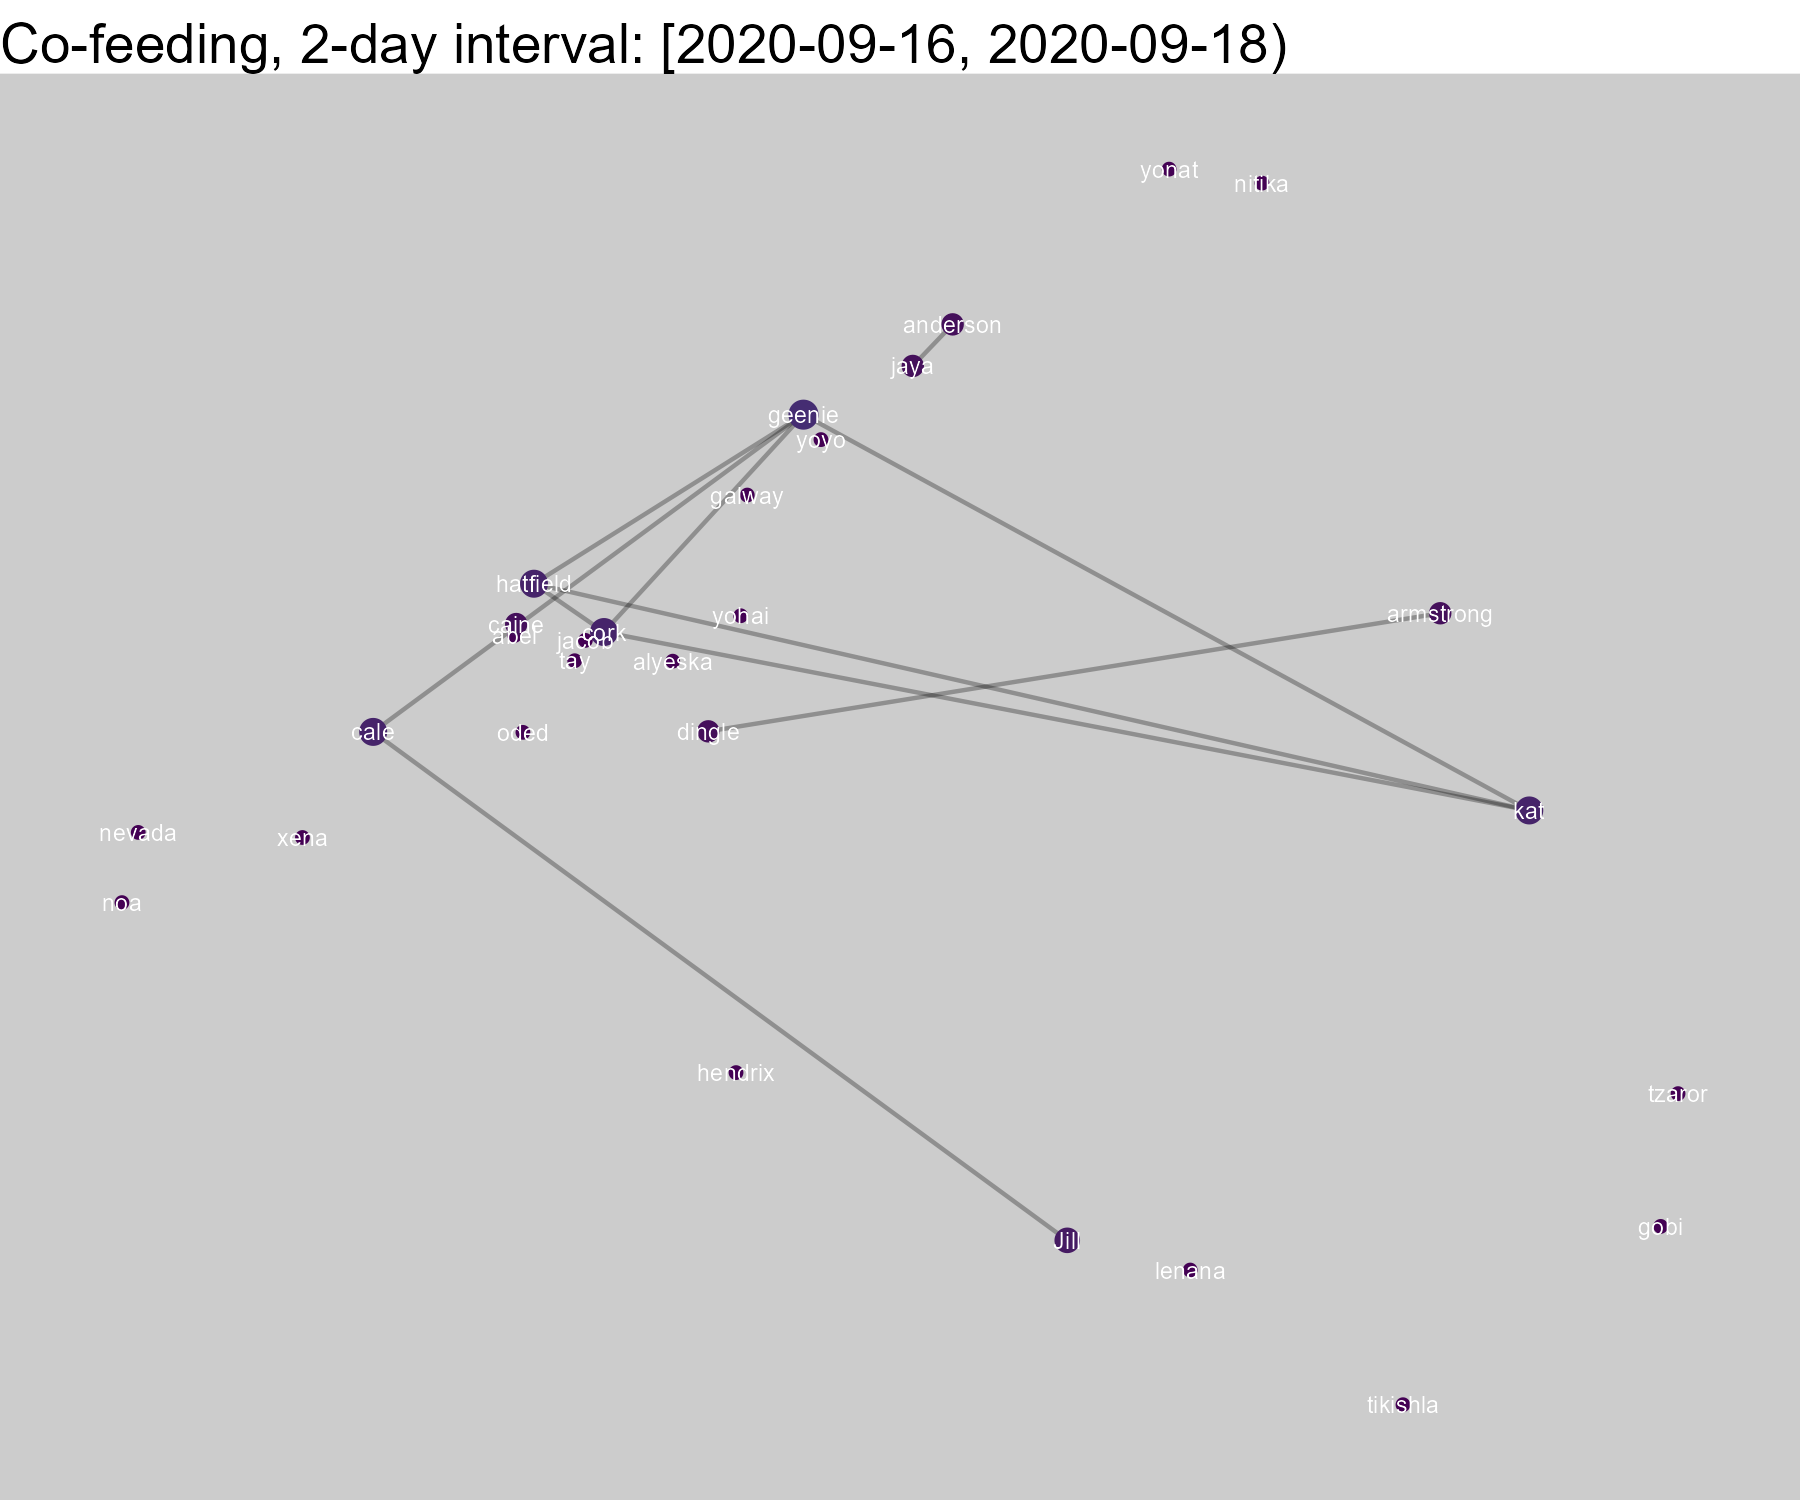 Co-feeding, 2-day interval: [2020-09-16, 2020-09-18)
yonat
nitika
anderson
jaya
geenie
yoyo
galway
hatfield
armstrong
yohai
caine
cork
abel
jacob
tay
alyeska
cale
oded
dingle
kat
nevada
xena
noa
hendrix
tzaror
gobi
Jill
lenana
tikishla